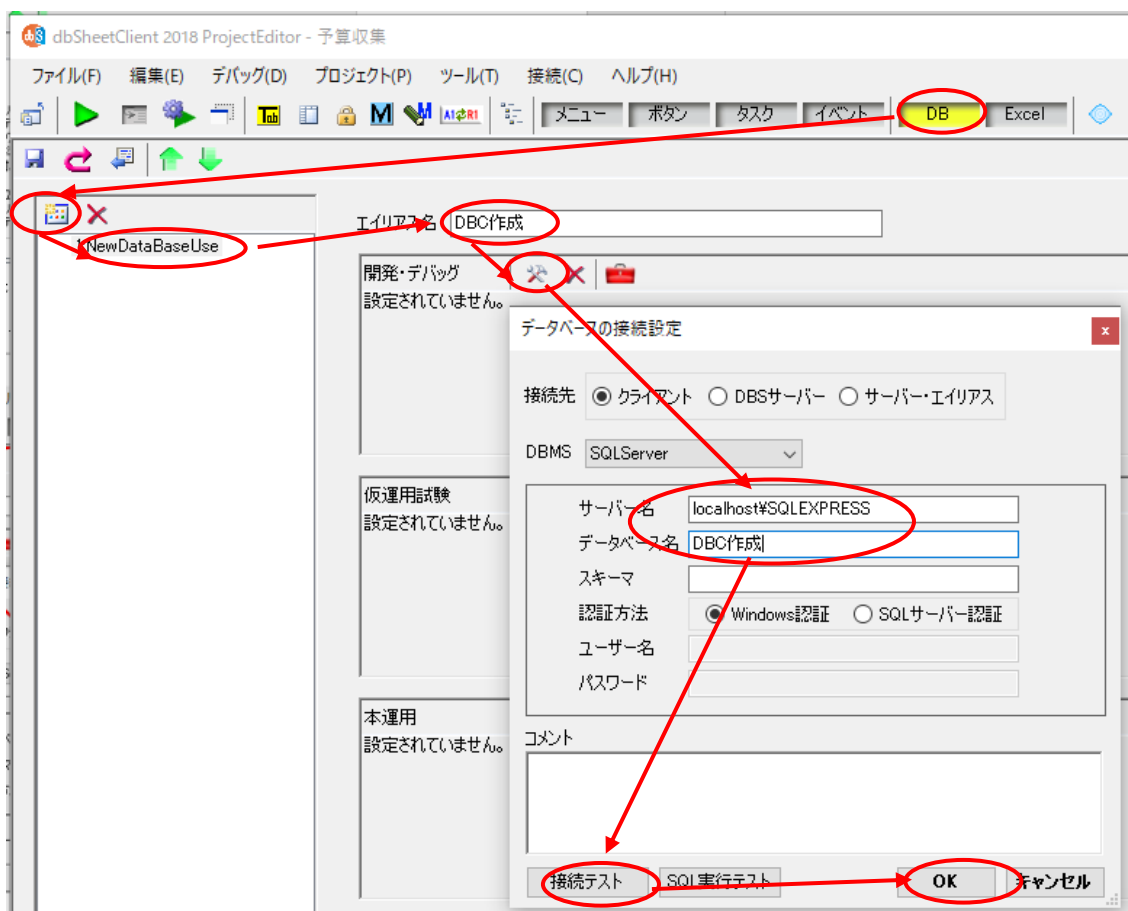 dbSheetClient 2018 ProjectEditor - 予算収集
ファイル(F) 編集(E) デバッグ(D) プロジェクト(P) ツール(T) 接続(C) ヘルプ(H)
Tab M M A1 R1 メニュー ボタン タスク イベント DB Excel
1 NewDataBaseUse
エイリアス名 DBC作成
開発・デバッグ
設定されていません。
データベースの接続設定
接続先 クライアント DBSサーバー サーバー・エイリアス
DBMS SQLServer
仮運用試験
設定されていません。
サーバー名 localhost¥SQLEXPRESS
データベース名 DBC作成
スキーマ
認証方法 Windows認証 SQLサーバー認証
ユーザー名
パスワード
本運用
設定されていません。
コメント
接続テスト SQL実行テスト OK キャンセル